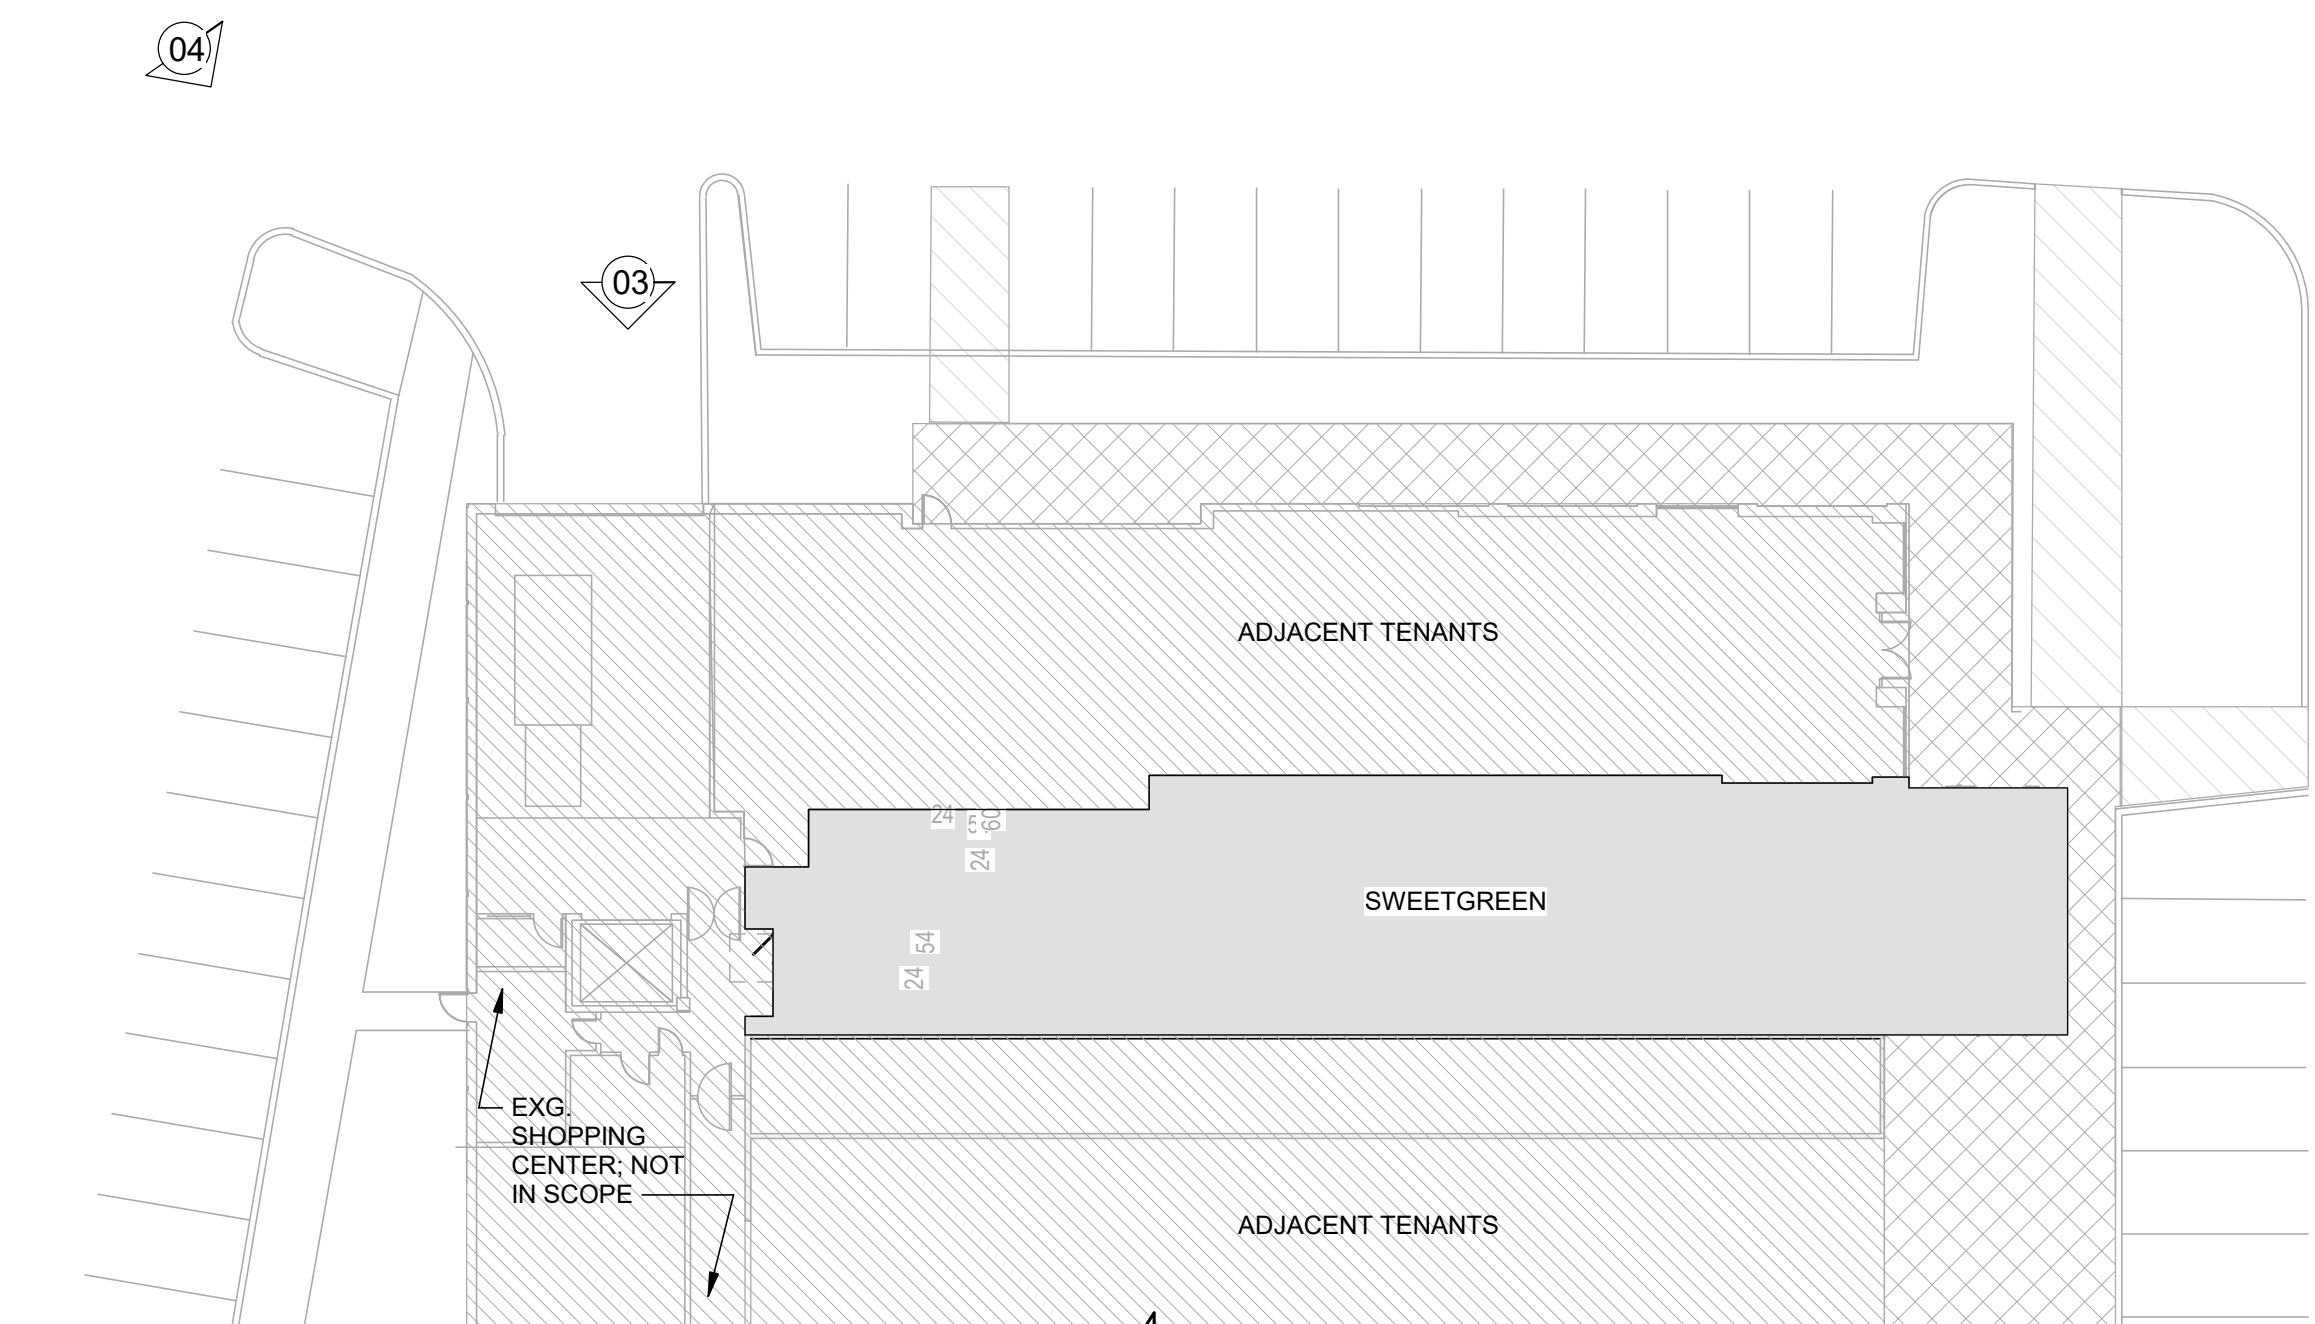 04
03
ADJACENT TENANTS
24
60
24
SWEETGREEN
54
24
EXG.
SHOPPING
CENTER; NOT
IN SCOPE
ADJACENT TENANTS